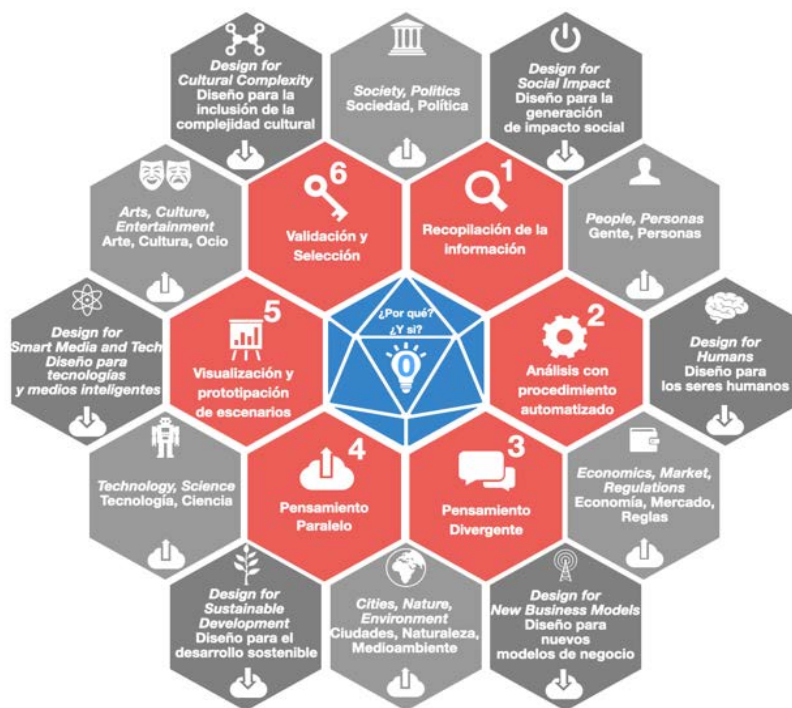 Design for
Cultural Complexity
Diseño para la
inclusión de la
complejidad cultural
Society, Politics
Sociedad, Política
Design for
Social Impact
Diseño para la
generación
de impacto social
Arts, Culture,
Entertainment
Arte, Cultura, Ocio
6
Validación y
Selección
1
Recopilación de la
información
People, Personas
Gente, Personas
Design for
Smart Media and Tech
Diseño para
tecnologías
y medios inteligentes
5
Visualización y
prototipación
de escenarios
¿Por qué?
¿Y si?
0
2
Análisis con
procedimiento
automatizado
Design for
Humans
Diseño para
los seres humanos
Technology, Science
Tecnología, Ciencia
4
Pensamiento
Paralelo
3
Pensamiento
Divergente
Economics, Market,
Regulations
Economía, Mercado,
Reglas
Design for
Sustainable
Development
Diseño para el
desarrollo sostenible
Cities, Nature,
Environment
Ciudades, Naturaleza,
Medioambiente
Design for
New Business Models
Diseño para
nuevos
modelos de negocio